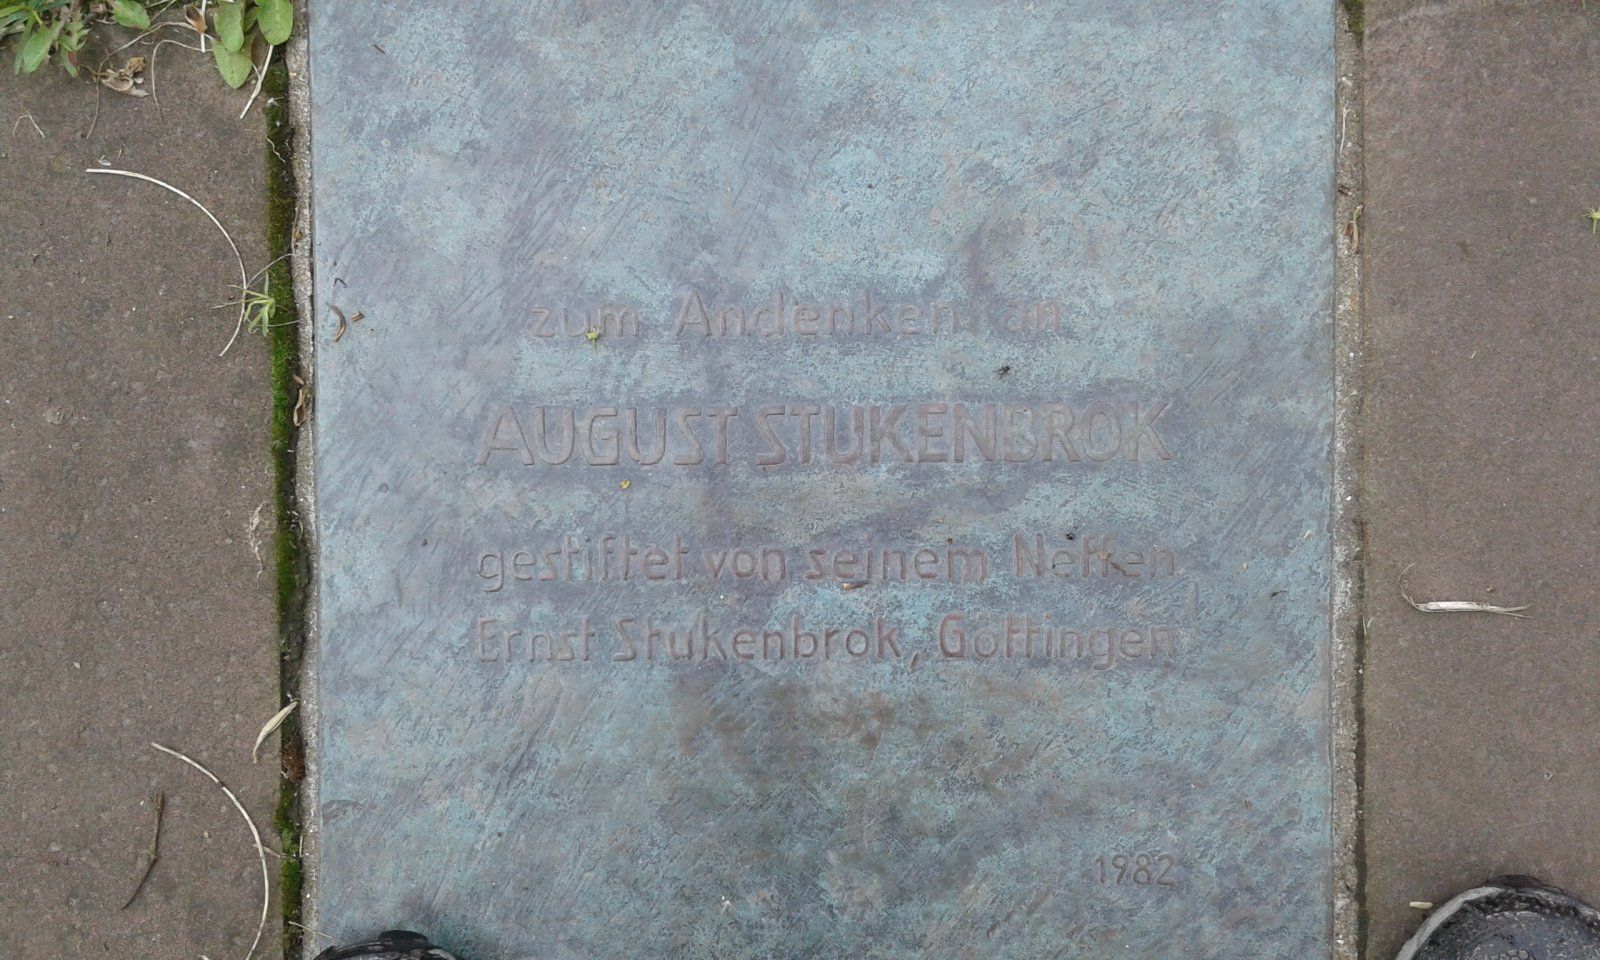 zum Andenken an
AUGUST STUKENBROK
gestiftet von seinem Neffen
Ernst Stukenbrok, Göttingen
1982